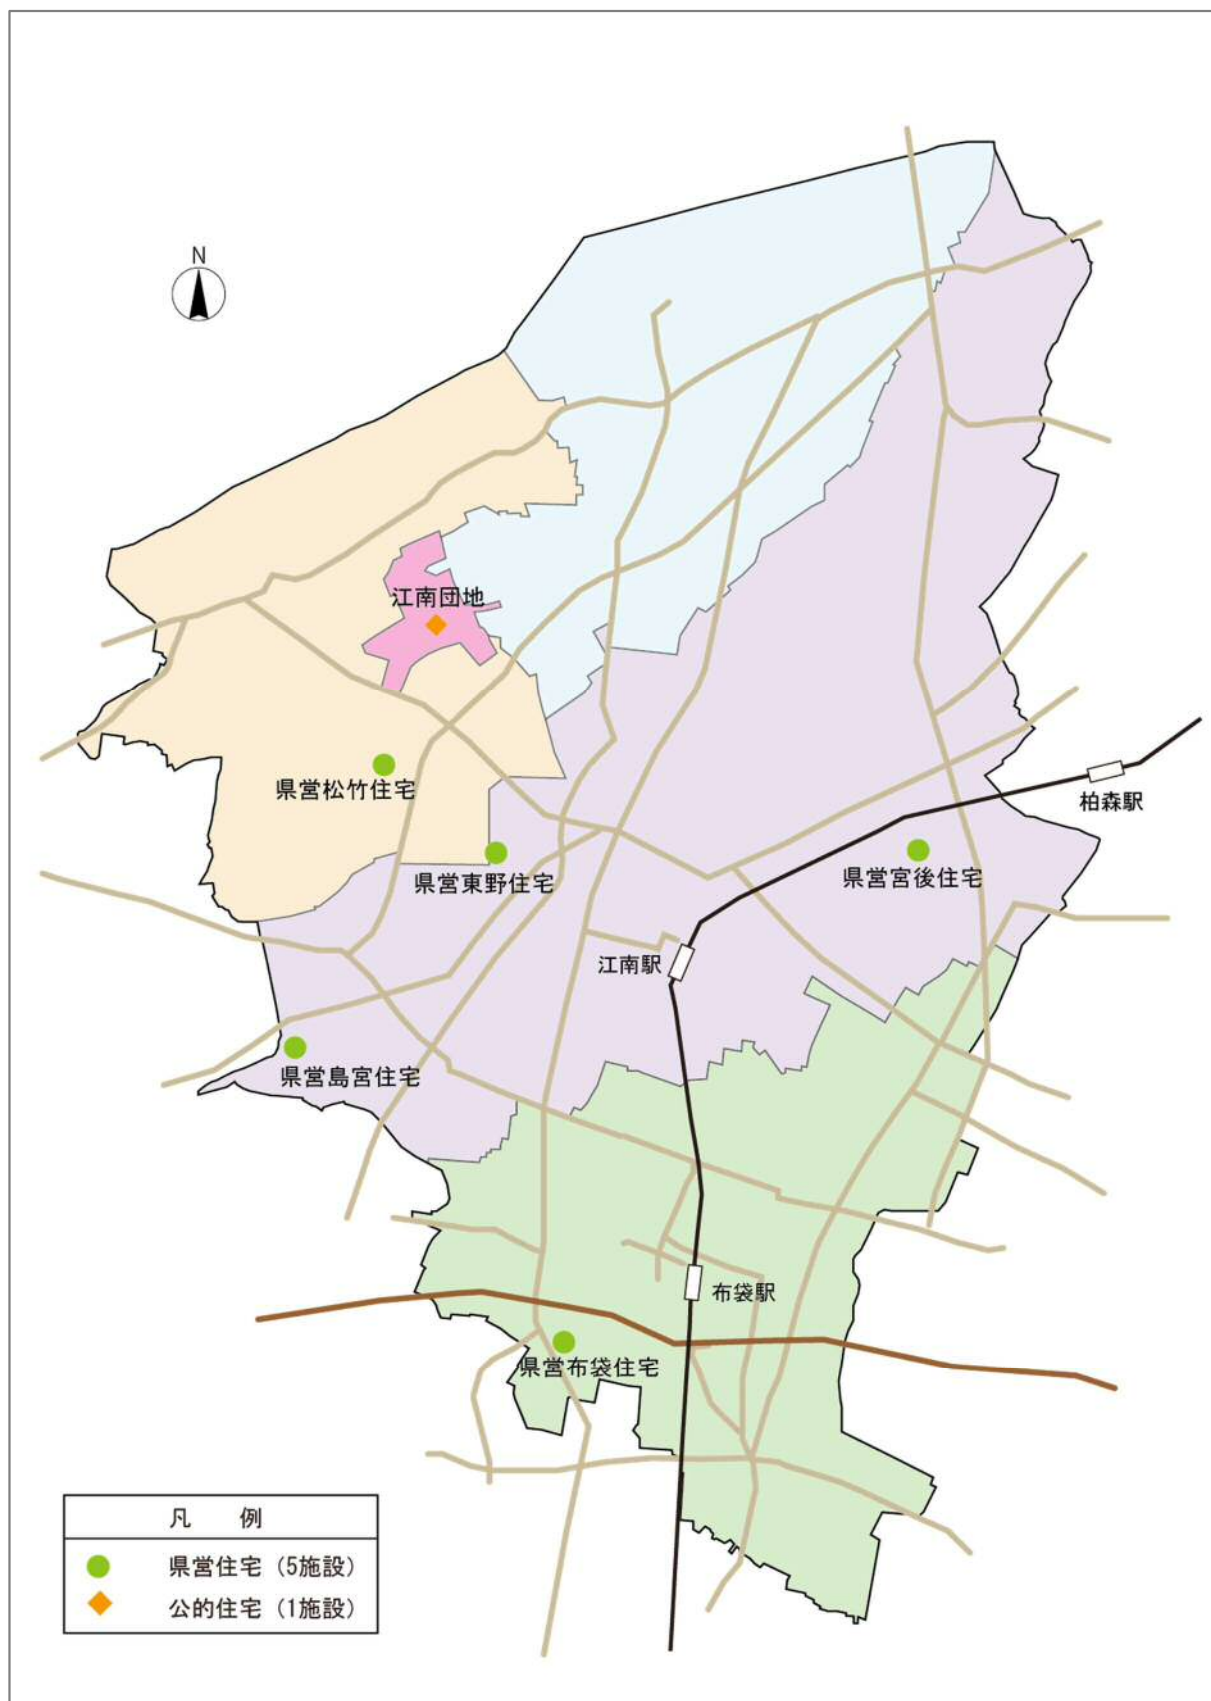 N
江南団地
県営松竹住宅
柏森駅
県営東野住宅
県営宮後住宅
江南駅
県営島宮住宅
布袋駅
県営布袋住宅
凡 例
県営住宅（5施設）
公的住宅（1施設）